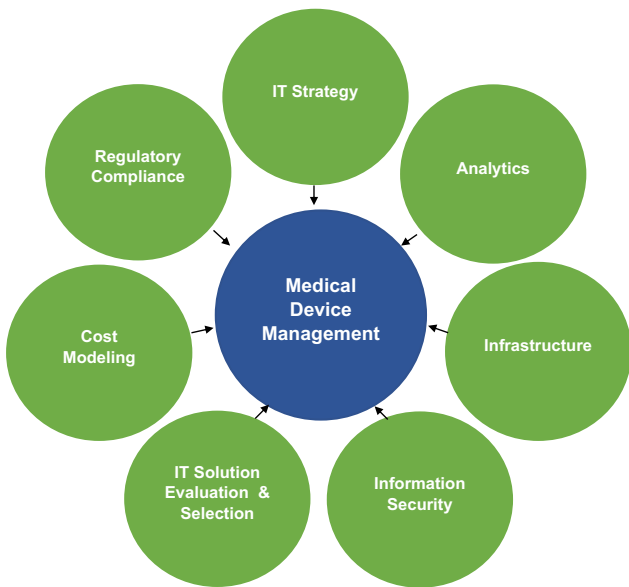 IT Strategy
Regulatory
Compliance
Analytics
Medical
Device
Management
Cost
Modeling
Infrastructure
IT Solution
Evaluation & 
Selection
Information
Security